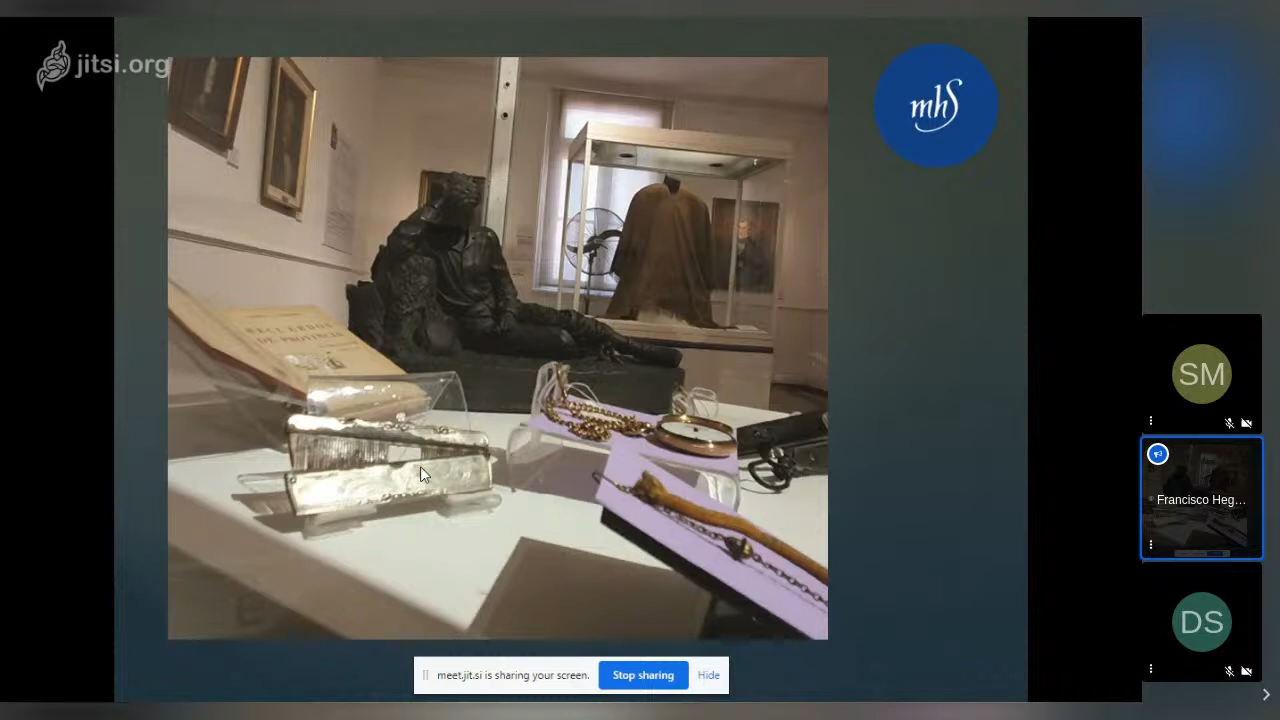 jitsi.org
mhS
RECUERDOS
DE PROVINCIA
SM
Francisco Heg...
DS
meet.jit.si is sharing your screen.
Stop sharing
Hide